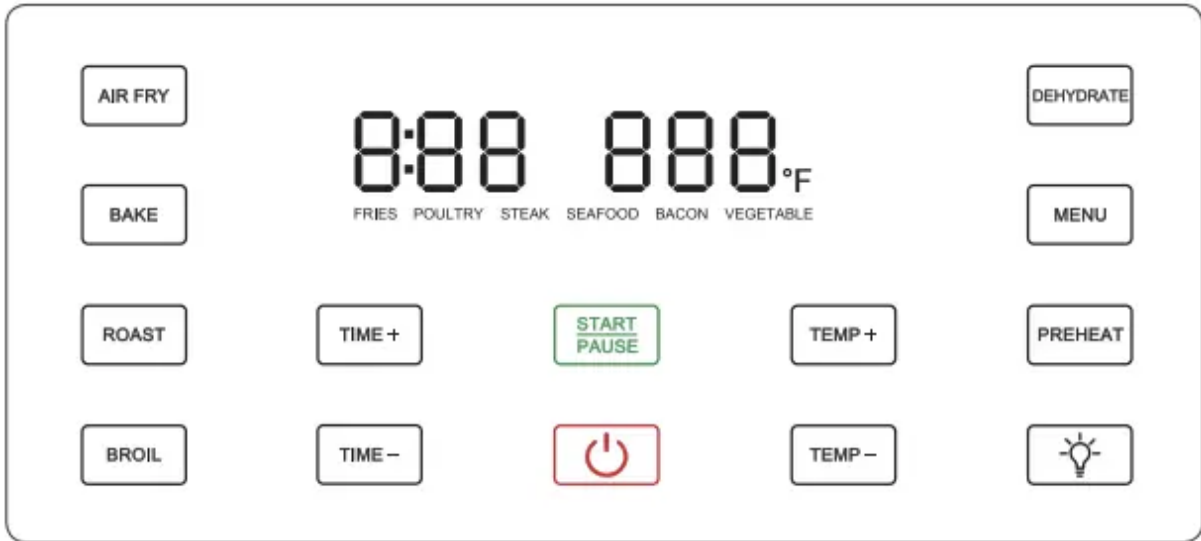 AIR FRY
DEHYDRATE
8:88 888°F
FRIES POULTRY STEAK SEAFOOD BACON VEGETABLE
BAKE
MENU
ROAST
TIME +
START
PAUSE
TEMP +
PREHEAT
BROIL
TIME –
TEMP –